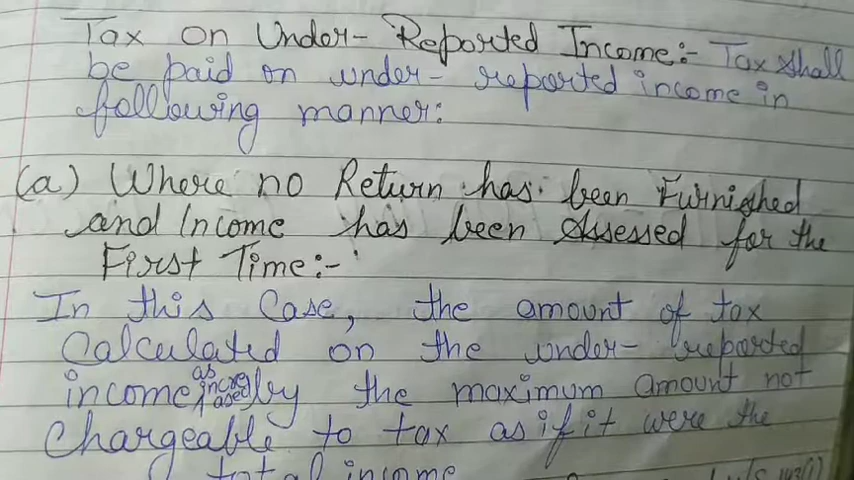 Tax on Under- Reported Income:- Tax shall
be paid on under- reported income in
following manner:
(a) Where no Return has been Furnished
and Income has been Assessed for the
First Time:-
In this Case, the amount of tax
Calculated on the under- reported
income, as increased by the maximum amount not
Chargeable to tax as if it were the
total income
u/s 143(1)